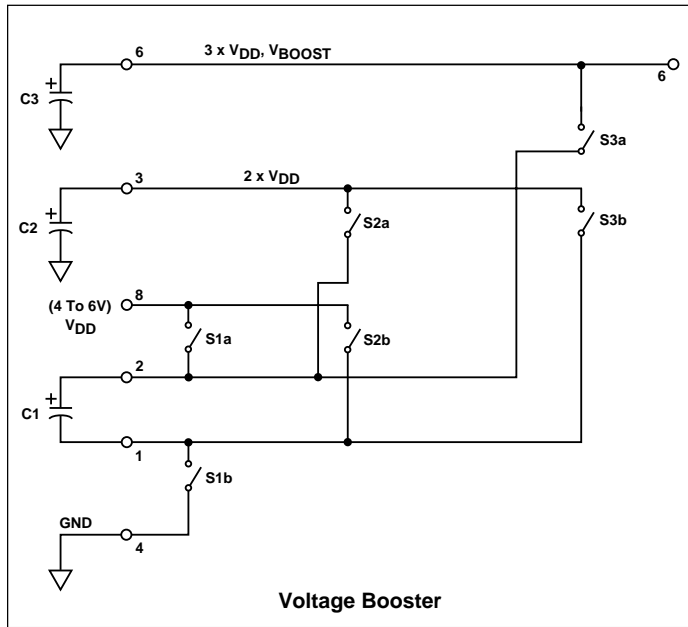 6
3 x VDD, VBOOST
6
+
C3
S3a
3
2 x VDD
+
C2
S2a
S3b
8
(4 To 6V)
VDD
S1a
S2b
2
+
C1
1
S1b
GND
4
Voltage Booster